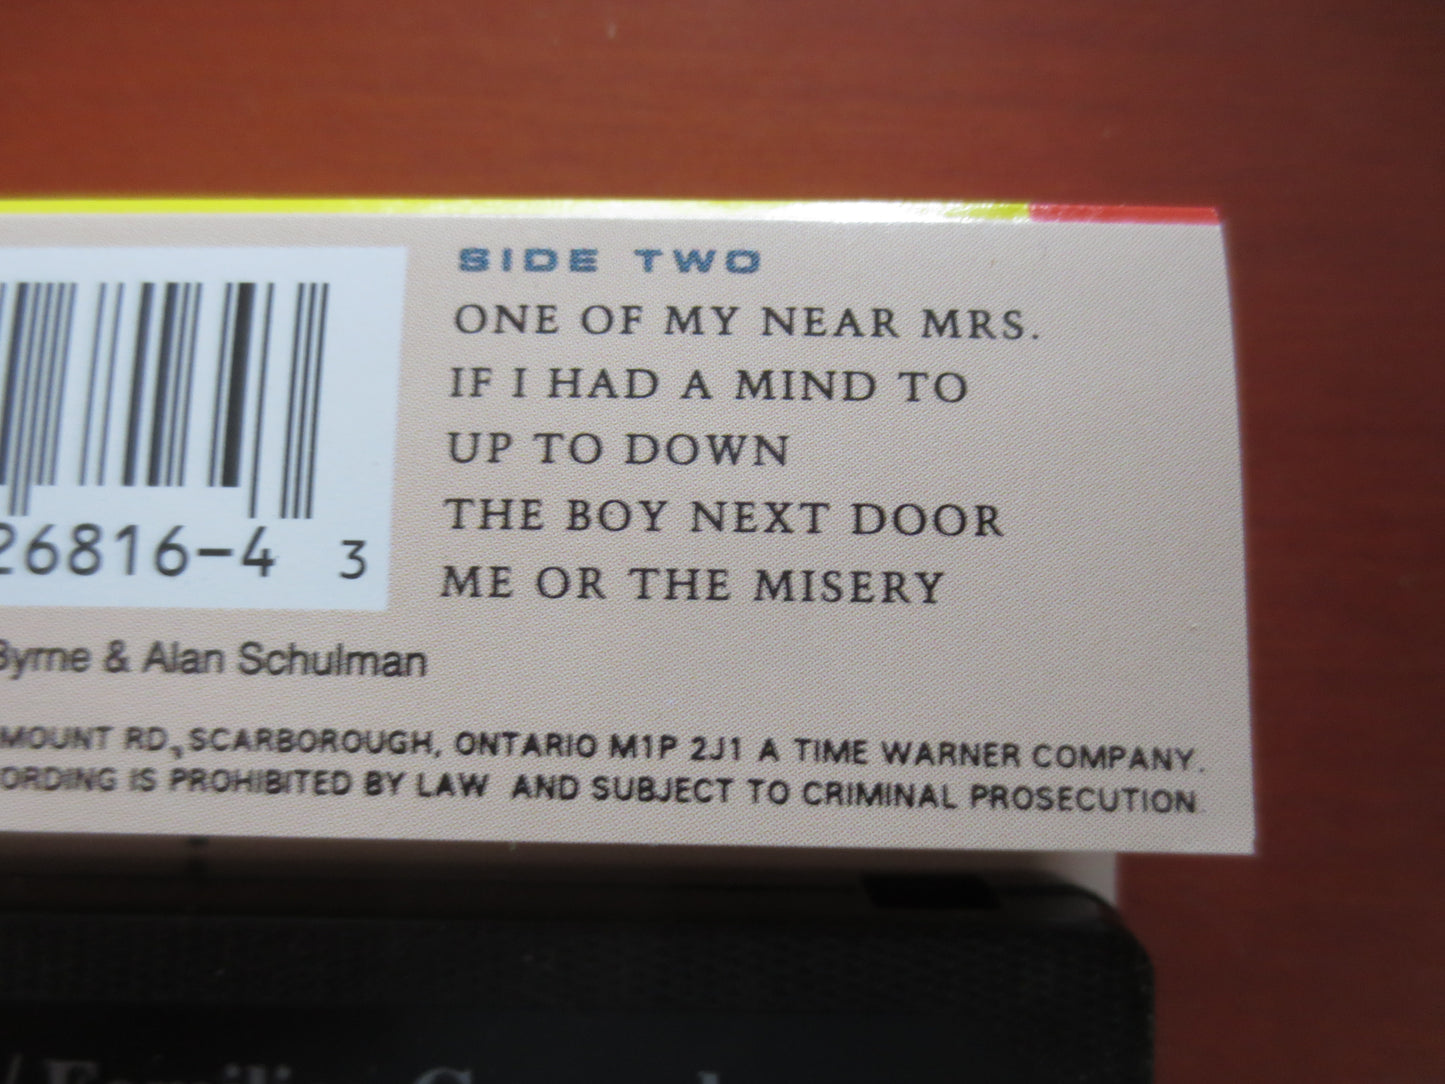 SIDE TWO
ONE OF MY NEAR MRS.
IF I HAD A MIND TO
UP TO DOWN
THE BOY NEXT DOOR
ME OR THE MISERY
26816-4 3
Byrne & Alan Schulman
MOUNT RD, SCARBOROUGH, ONTARIO M1P 2J1 A TIME WARNER COMPANY.
ORDING IS PROHIBITED BY LAW AND SUBJECT TO CRIMINAL PROSECUTION